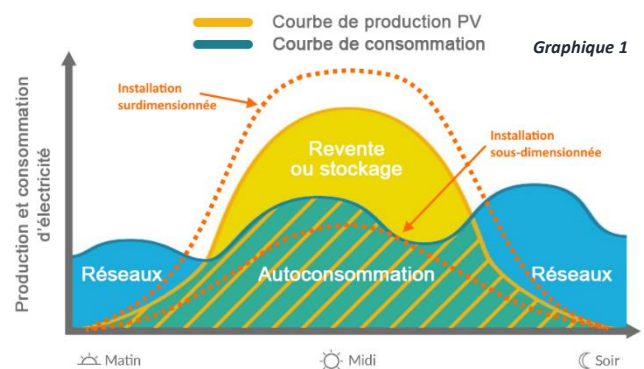 Courbe de production PV
Courbe de consommation
Graphique 1
Installation
surdimensionnée
Installation
sous-dimensionnée
Revente
ou stockage
Production et consommation
d'électricité
Réseaux
Autoconsommation
Réseaux
Matin
Midi
Soir